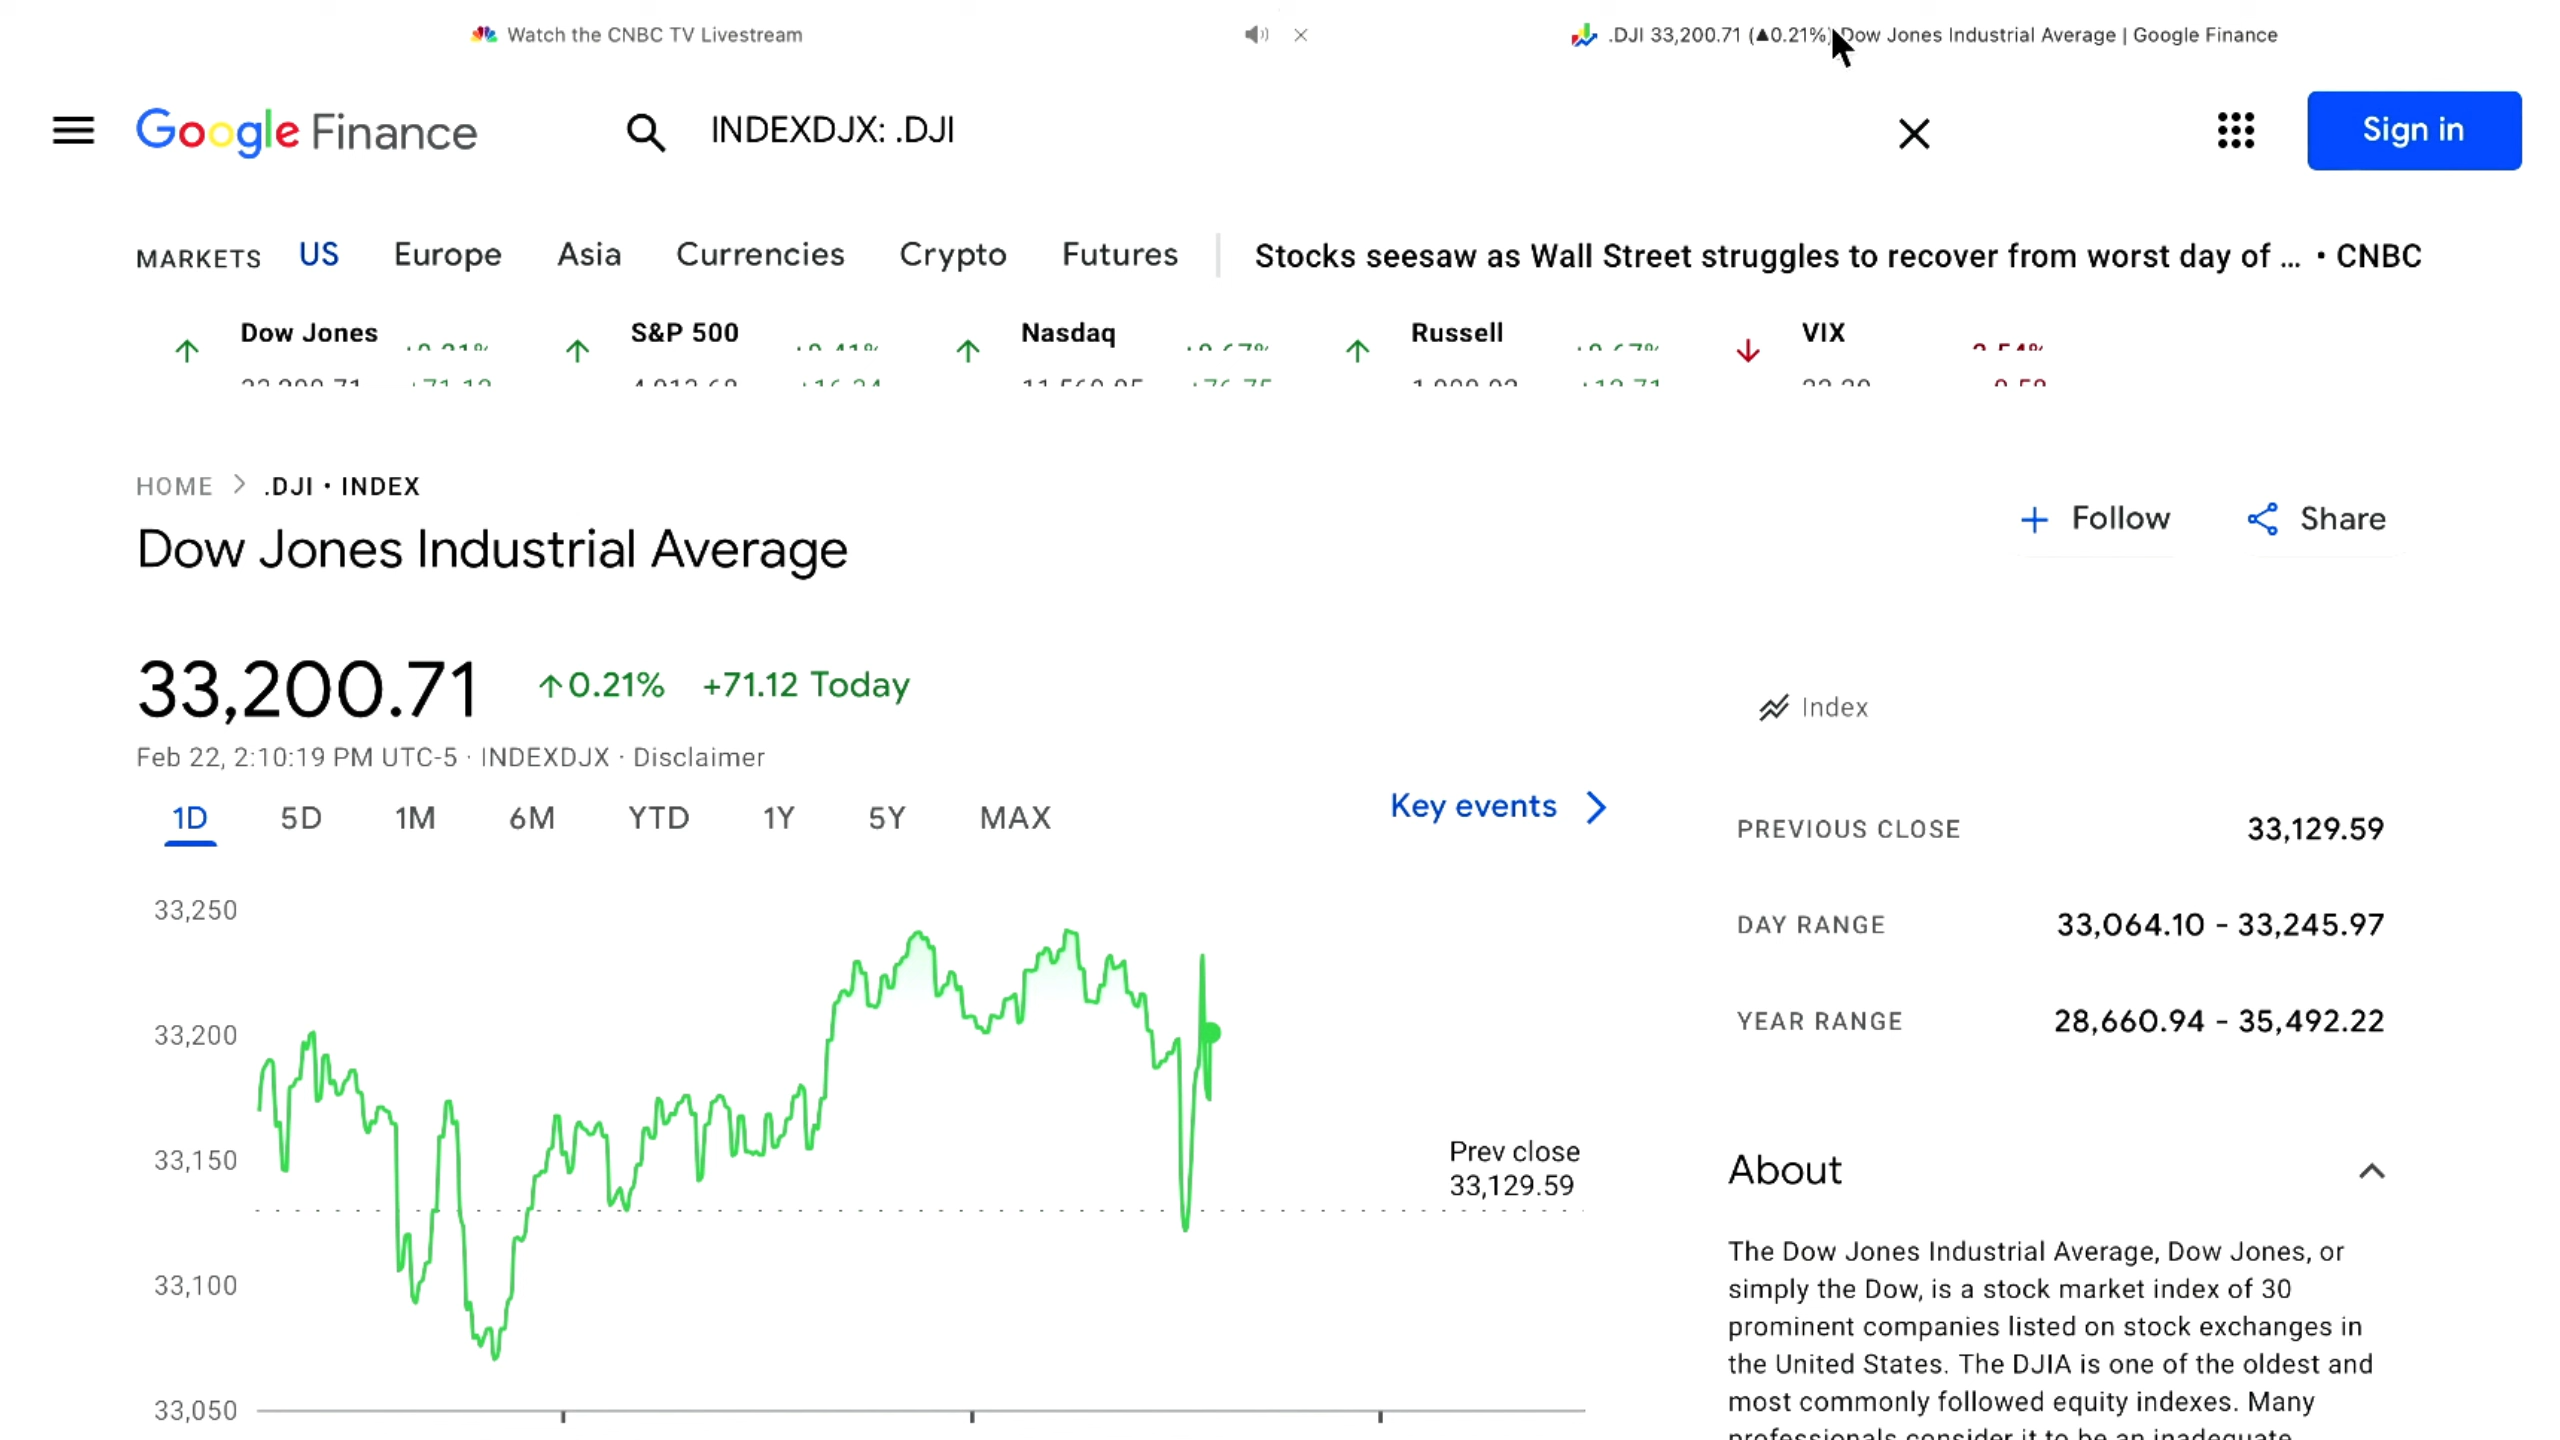 Watch the CNBC TV Livestream
.DJI 33,200.71 (▲0.21%) Dow Jones Industrial Average | Google Finance
Google Finance
INDEXDJX: .DJI
Sign in
MARKETS US Europe Asia Currencies Crypto Futures
Stocks seesaw as Wall Street struggles to recover from worst day of ... • CNBC
Dow Jones
S&P 500
Nasdaq
Russell
VIX
HOME > .DJI • INDEX
Follow
Share
Dow Jones Industrial Average
33,200.71 ↑0.21% +71.12 Today
Feb 22, 2:10:19 PM UTC-5 · INDEXDJX · Disclaimer
1D 5D 1M 6M YTD 1Y 5Y MAX
Key events
33,250
33,200
33,150
33,100
33,050
Prev close
33,129.59
Index
PREVIOUS CLOSE 33,129.59
DAY RANGE 33,064.10 - 33,245.97
YEAR RANGE 28,660.94 - 35,492.22
About
The Dow Jones Industrial Average, Dow Jones, or
simply the Dow, is a stock market index of 30
prominent companies listed on stock exchanges in
the United States. The DJIA is one of the oldest and
most commonly followed equity indexes. Many
professionals consider it to be an inadequate